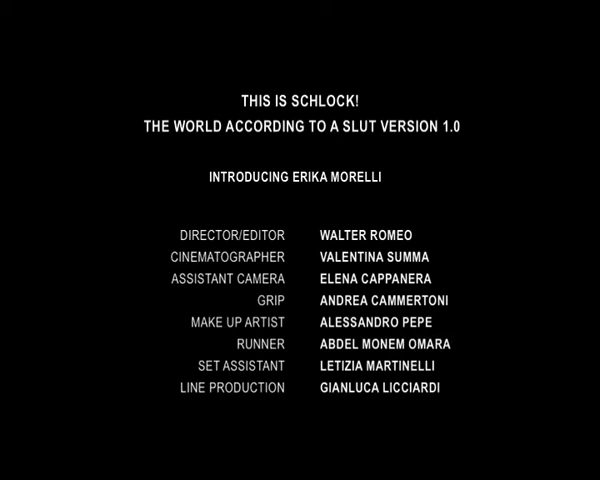 THIS IS SCHLOCK!
THE WORLD ACCORDING TO A SLUT VERSION 1.0
INTRODUCING ERIKA MORELLI
DIRECTOR/EDITOR WALTER ROMEO
CINEMATOGRAPHER VALENTINA SUMMA
ASSISTANT CAMERA ELENA CAPPANERA
GRIP ANDREA CAMMERTONI
MAKE UP ARTIST ALESSANDRO PEPE
RUNNER ABDEL MONEM OMARA
SET ASSISTANT LETIZIA MARTINELLI
LINE PRODUCTION GIANLUCA LICCIARDI